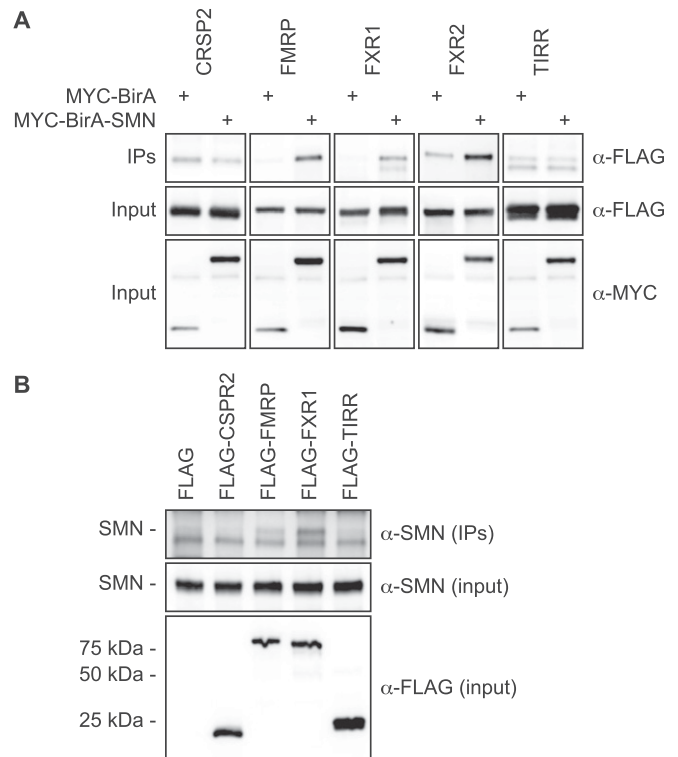 A
CRSP2 FMRP FXR1 FXR2 TIRR
MYC-BirA + + + + +
MYC-BirA-SMN + + + + +
IPs α-FLAG
Input α-FLAG
Input α-MYC
B
FLAG FLAG-CSPR2 FLAG-FMRP FLAG-FXR1 FLAG-TIRR
SMN - α-SMN (IPs)
SMN - α-SMN (input)
75 kDa -
50 kDa -
α-FLAG (input)
25 kDa -